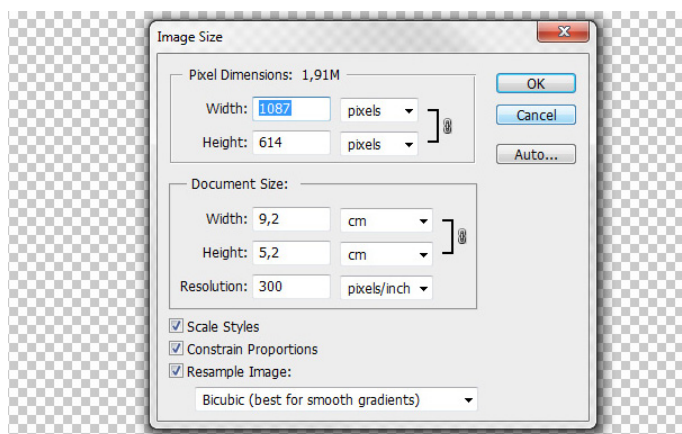 Image Size
Pixel Dimensions: 1,91M
OK
Width: 1087 pixels
Cancel
Height: 614 pixels
Auto...
Document Size:
Width: 9,2 cm
Height: 5,2 cm
Resolution: 300 pixels/inch
Scale Styles
Constrain Proportions
Resample Image:
Bicubic (best for smooth gradients)